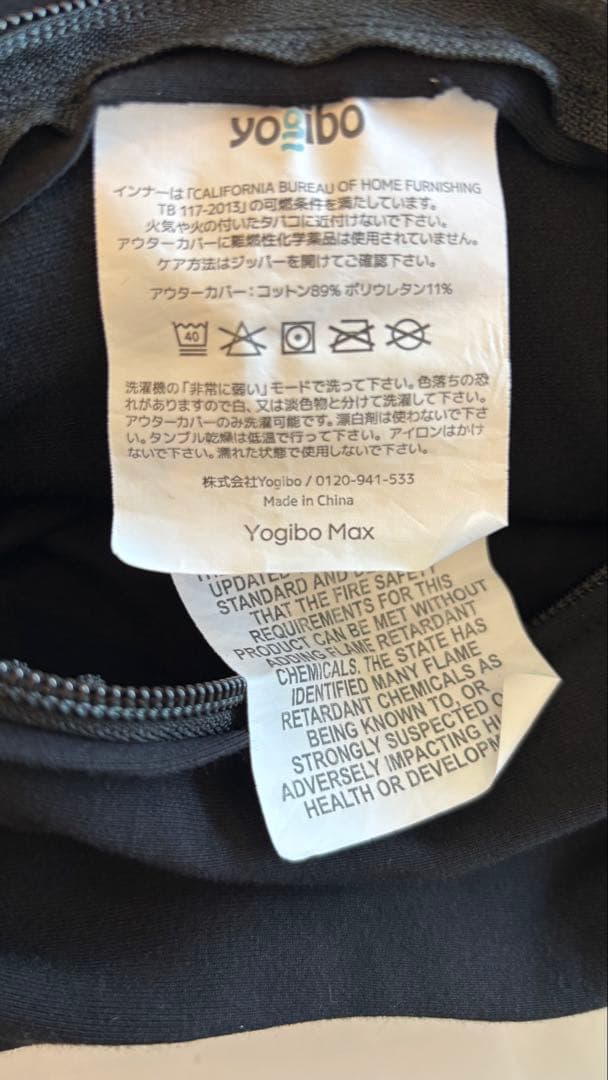 yogibo
インナーは「CALIFORNIA BUREAU OF HOME FURNISHING
TB 117-2013」の可燃条件を満たしています。
火気や火の付いたタバコに近付けないで下さい。
アウターカバーに難燃性化学薬品は使用されていません。
ケア方法はジッパーを開けてご確認下さい。
アウターカバー：コットン89% ポリウレタン11%
40
洗濯機の「非常に弱い」モードで洗って下さい。色落ちの恐
れがありますので白、又は淡色物と分けて洗濯して下さい。
アウターカバーのみ洗濯可能です。漂白剤は使わないで下さ
い。タンブル乾燥は低温で行って下さい。アイロンはかけ
ないで下さい。濡れた状態で使用しないで下さい。
株式会社Yogibo / 0120-941-533
Made in China
Yogibo Max
UPDATED
STANDARD AND
THAT THE FIRE SAFETY
REQUIREMENTS FOR THIS
PRODUCT CAN BE MET WITHOUT
ADDING FLAME RETARDANT
CHEMICALS. THE STATE HAS
IDENTIFIED MANY FLAME
RETARDANT CHEMICALS AS
BEING KNOWN TO, OR
STRONGLY SUSPECTED
ADVERSELY IMPACTING
HEALTH OR